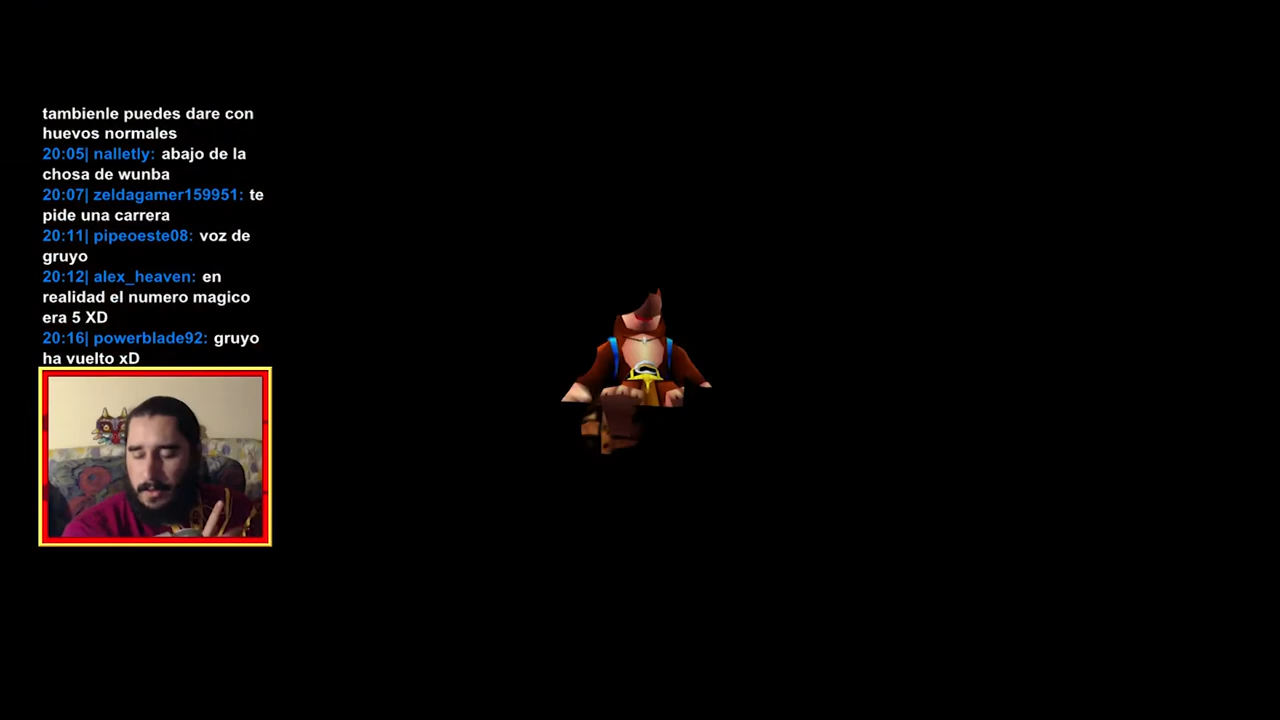 tambienle puedes dare con
huevos normales
20:05| nalletly: abajo de la
chosa de wunba
20:07| zeldagamer159951: te
pide una carrera
20:11| pipeoeste08: voz de
gruyo
20:12| alex_heaven: en
realidad el numero magico
era 5 XD
20:16| powerblade92: gruyo
ha vuelto xD